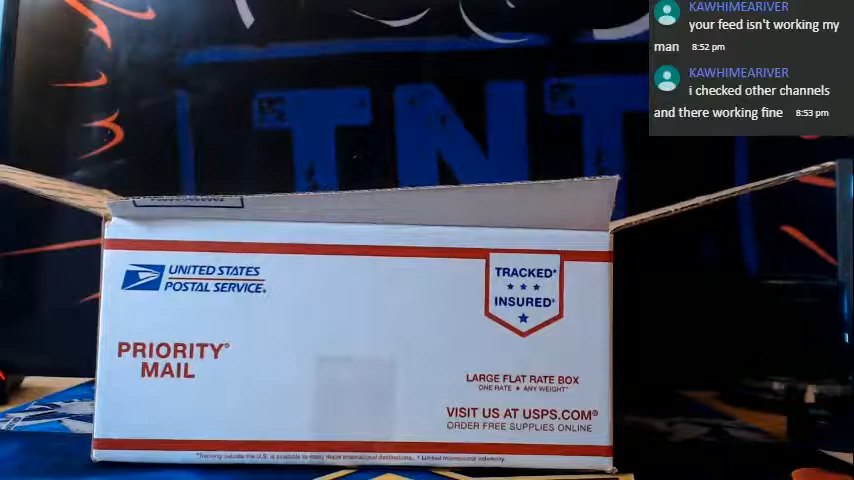 KAWHIMEARIVER
your feed isn't working my
man 8:52 pm
KAWHIMEARIVER
i checked other channels
and there working fine 8:53 pm
TNT
UNITED STATES
POSTAL SERVICE®
TRACKED*
INSURED†
PRIORITY®
MAIL
LARGE FLAT RATE BOX
ONE RATE ★ ANY WEIGHT*
VISIT US AT USPS.COM®
ORDER FREE SUPPLIES ONLINE